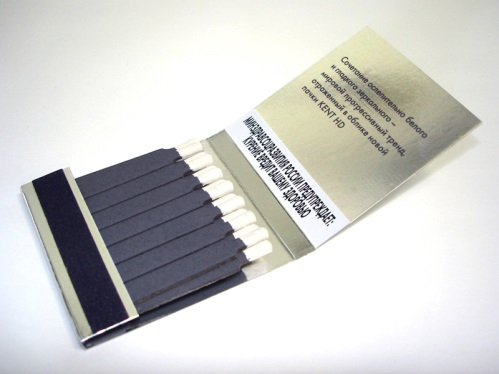 Сочетание ослепительно белого
и гладкого зеркального –
мировой прогрессивный тренд,
отраженный в облике новой
пачки KENT HD
МИНЗДРАВСОЦРАЗВИТИЯ РОССИИ ПРЕДУПРЕЖДАЕТ:
КУРЕНИЕ ВРЕДИТ ВАШЕМУ ЗДОРОВЬЮ